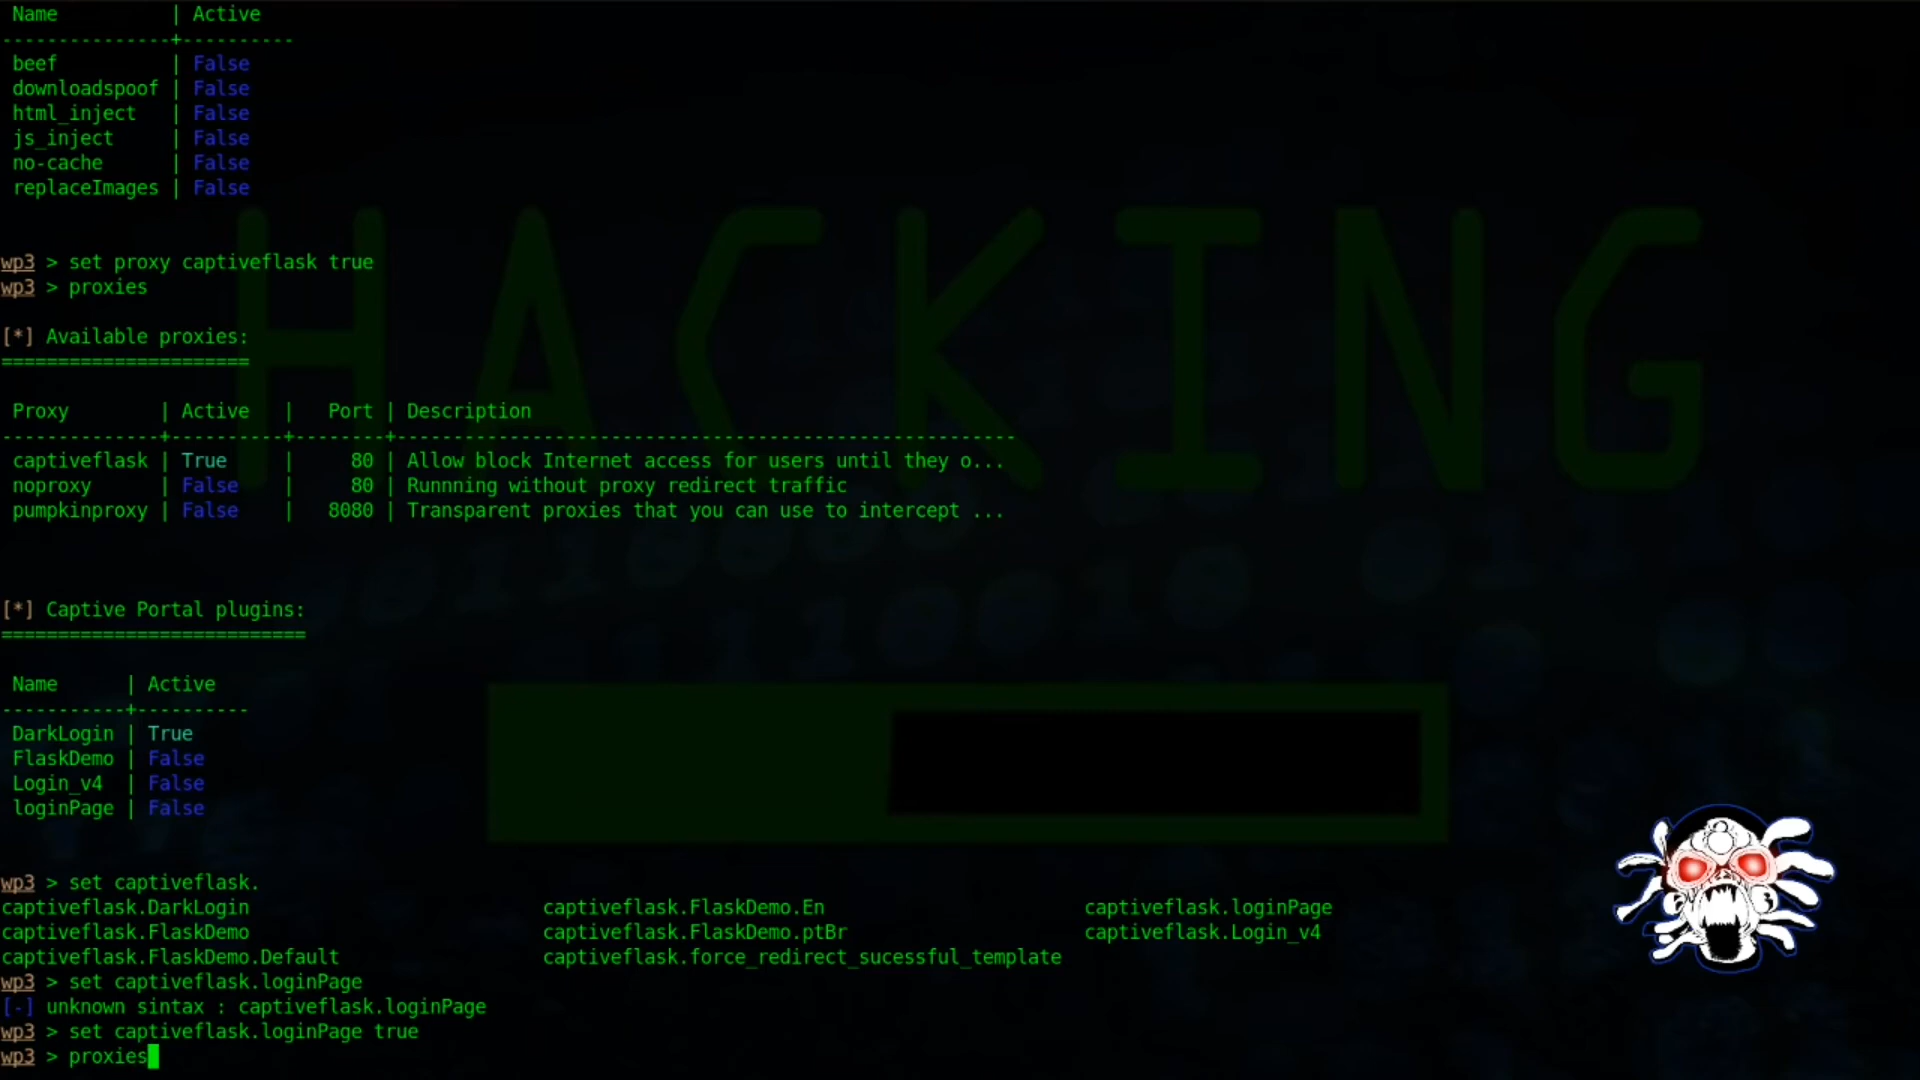 Name | Active
---------------+----------
beef | False
downloadspoof | False
html_inject | False
js_inject | False
no-cache | False
replaceImages | False
HACKING
wp3 > set proxy captiveflask true
wp3 > proxies
[*] Available proxies:
======================
Proxy | Active | Port | Description
--------------+----------+--------+-------------------------------------------------------
captiveflask | True | 80 | Allow block Internet access for users until they o...
noproxy | False | 80 | Runnning without proxy redirect traffic
pumpkinproxy | False | 8080 | Transparent proxies that you can use to intercept ...
[*] Captive Portal plugins:
===========================
Name | Active
-----------+----------
DarkLogin | True
FlaskDemo | False
Login_v4 | False
loginPage | False
wp3 > set captiveflask.
captiveflask.DarkLogin captiveflask.FlaskDemo.En captiveflask.loginPage
captiveflask.FlaskDemo captiveflask.FlaskDemo.ptBr captiveflask.Login_v4
captiveflask.FlaskDemo.Default captiveflask.force_redirect_sucessful_template
wp3 > set captiveflask.loginPage
[-] unknown sintax : captiveflask.loginPage
wp3 > set captiveflask.loginPage true
wp3 > proxies